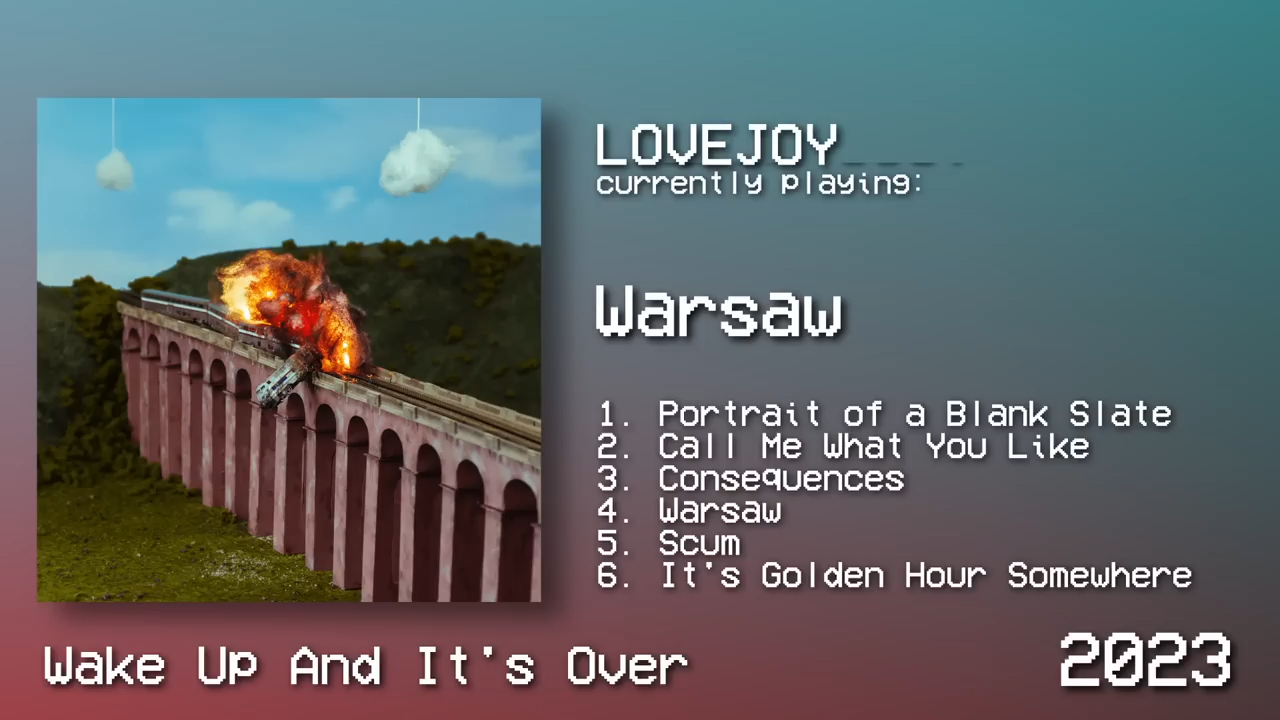 LOVEJOY
currently playing:
Warsaw
1. Portrait of a Blank Slate
2. Call Me What You Like
3. Consequences
4. Warsaw
5. Scum
6. It's Golden Hour Somewhere
Wake Up And It's Over
2023